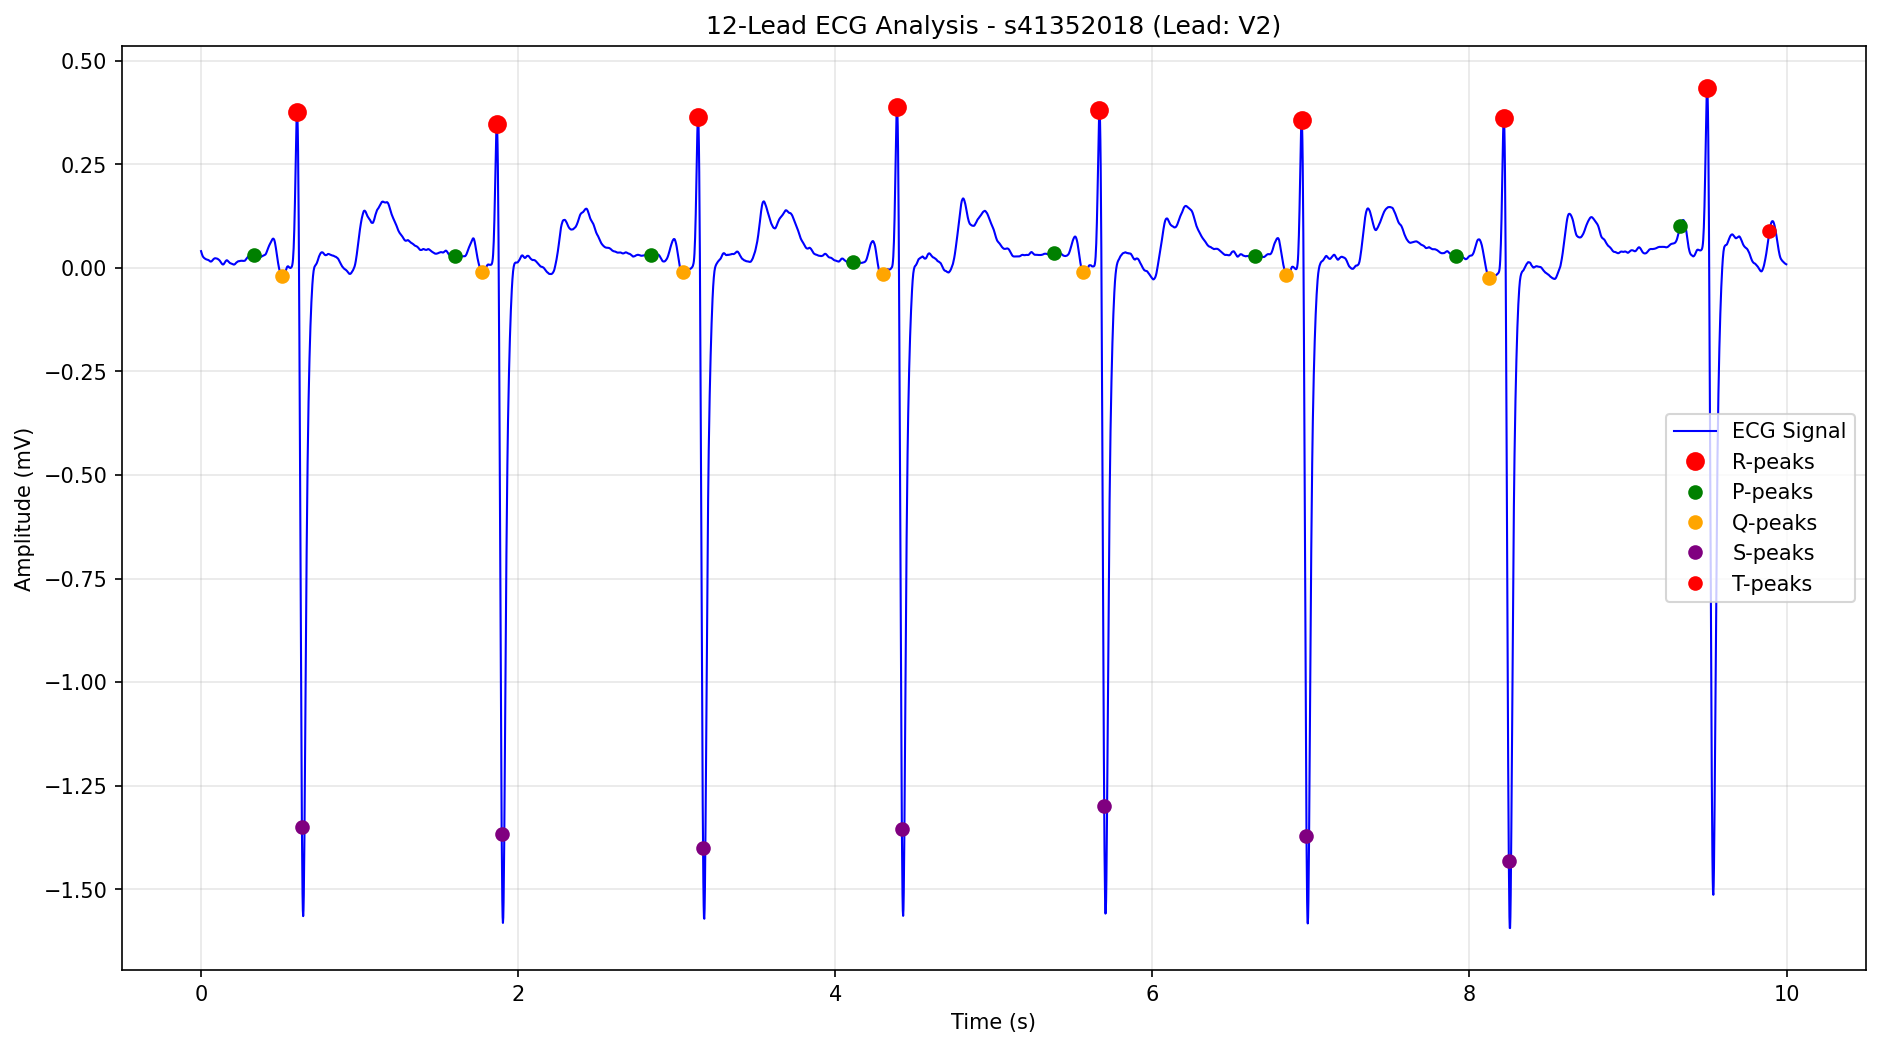 12-Lead ECG Analysis - s41352018 (Lead: V2)
Amplitude (mV)
0.50
0.25
0.00
−0.25
−0.50
−0.75
−1.00
−1.25
−1.50
ECG Signal
R-peaks
P-peaks
Q-peaks
S-peaks
T-peaks
0
2
4
6
8
10
Time (s)